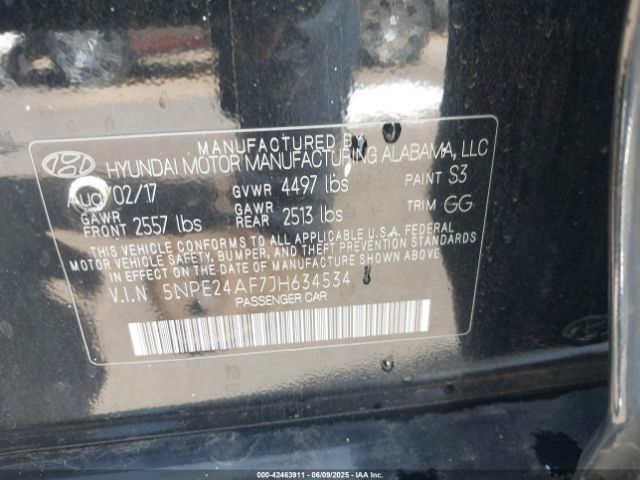 MANUFACTURED BY
HYUNDAI MOTOR MANUFACTURING ALABAMA, LLC
AUG/02/17 GVWR 4497 lbs PAINT S3
GAWR FRONT 2557 lbs GAWR REAR 2513 lbs TRIM GG
THIS VEHICLE CONFORMS TO ALL APPLICABLE U.S.A. FEDERAL
MOTOR VEHICLE SAFETY, BUMPER, AND THEFT PREVENTION STANDARDS
IN EFFECT ON THE DATE OF MANUFACTURE SHOWN ABOVE.
V.I.N 5NPE24AF7JH634534
PASSENGER CAR
00-42463911 - 06/09/2025 - IAA Inc.